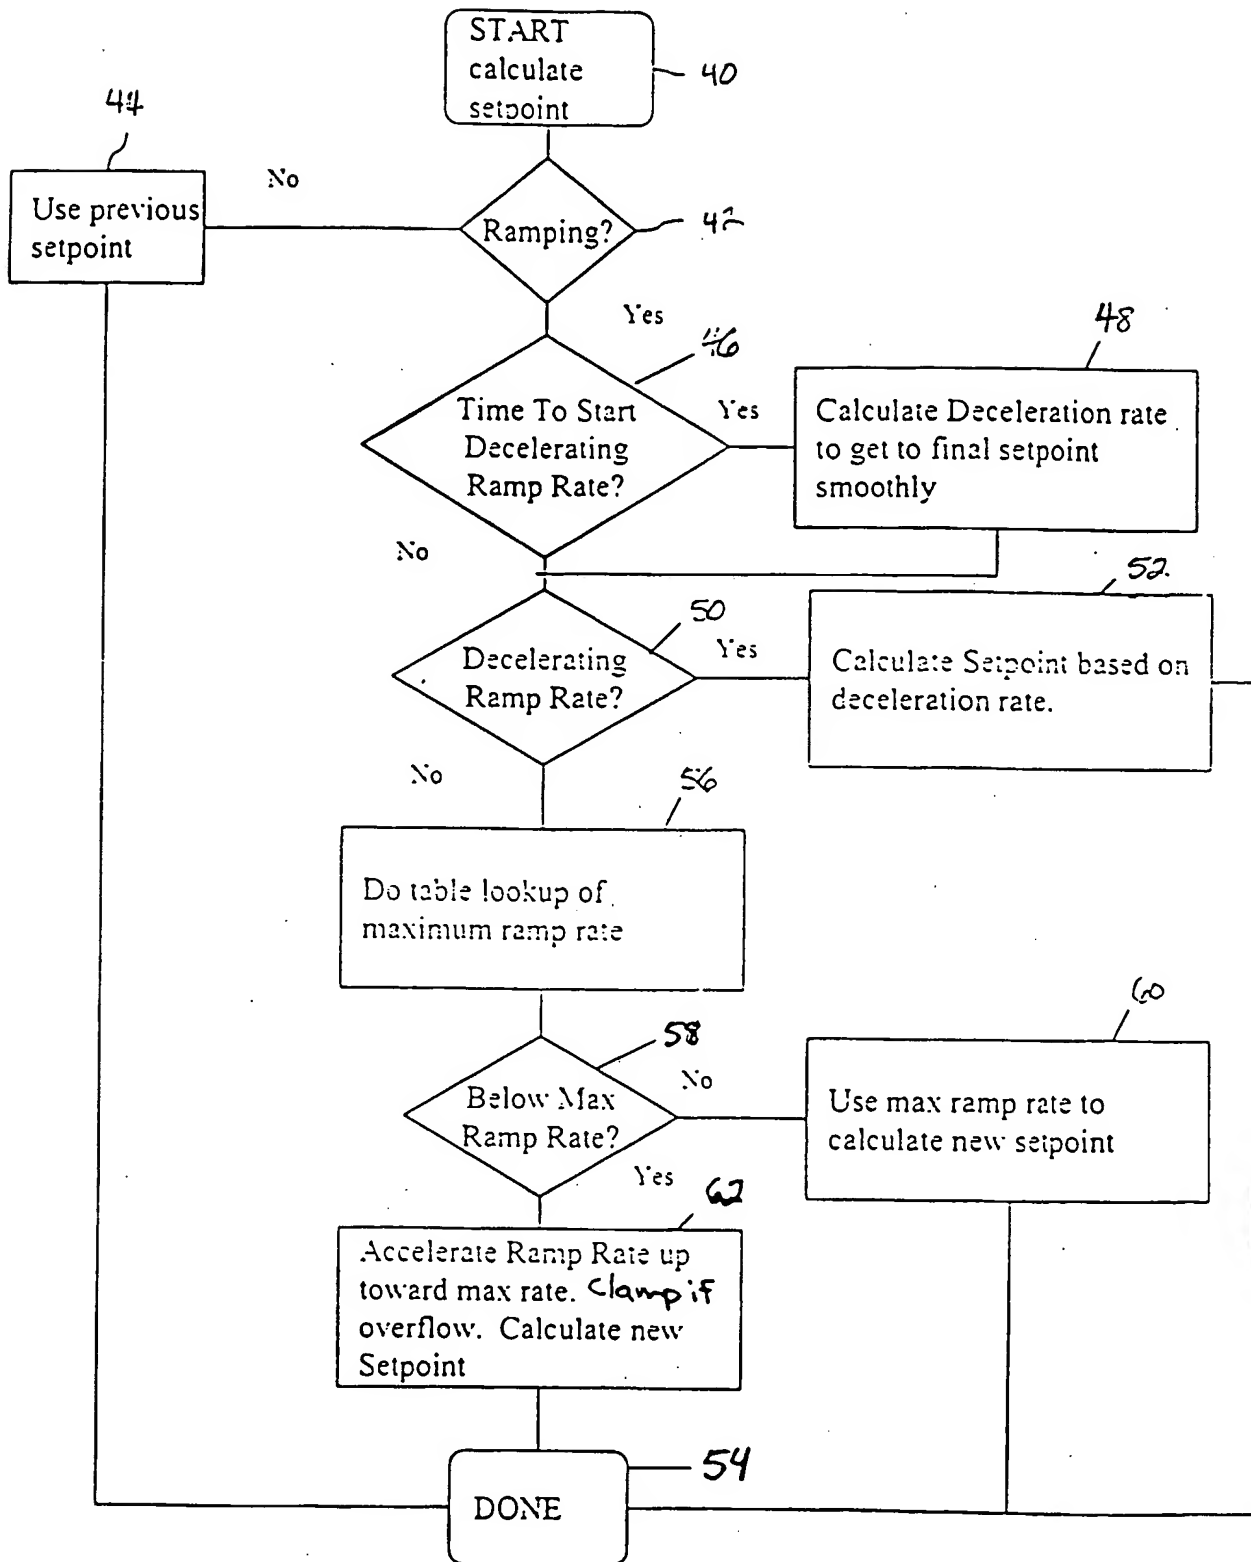 START
calculate
setpoint
40
44
No
Use previous
setpoint
Ramping?
42
Yes
46
48
Time To Start
Decelerating
Ramp Rate?
Yes
Calculate Deceleration rate
to get to final setpoint
smoothly
No
52
50
Decelerating
Ramp Rate?
Yes
Calculate Setpoint based on
deceleration rate.
No
56
Do table lookup of
maximum ramp rate
60
58
Below Max
Ramp Rate?
No
Use max ramp rate to
calculate new setpoint
Yes
62
Accelerate Ramp Rate up
toward max rate. Clamp if
overflow. Calculate new
Setpoint
54
DONE